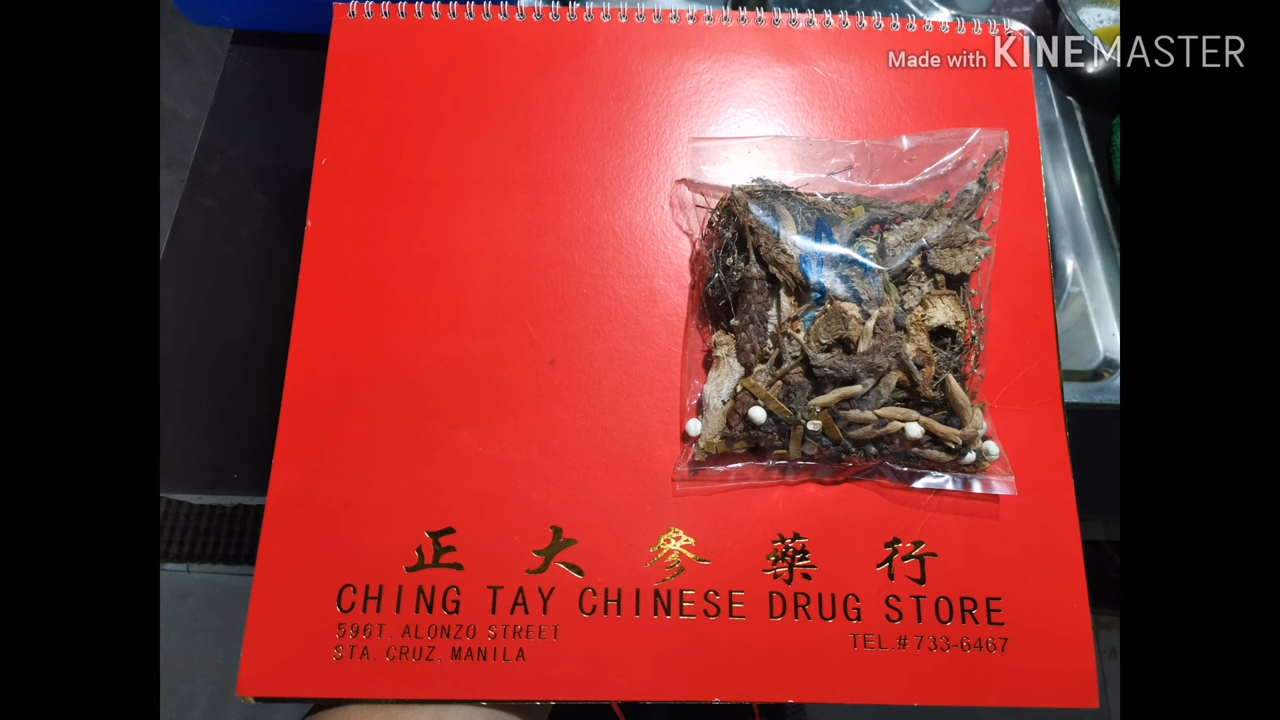 Made with KINEMASTER
正大參藥行
CHING TAY CHINESE DRUG STORE
596T. ALONZO STREET
STA. CRUZ, MANILA
TEL.# 733-6467